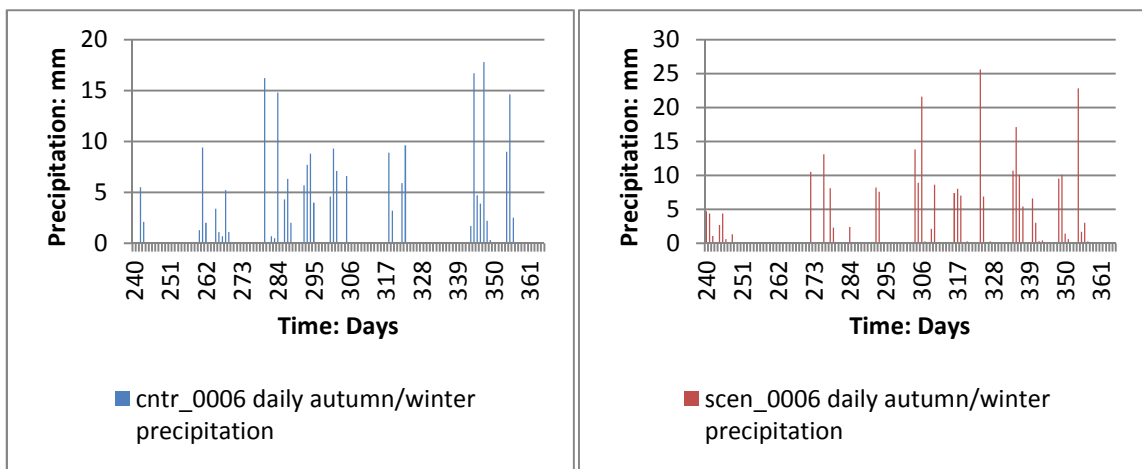 20
15
10
5
0
Precipitation: mm
240 251 262 273 284 295 306 317 328 339 350 361
Time: Days
cntr_0006 daily autumn/winter
precipitation
30
25
20
15
10
5
0
Precipitation: mm
240 251 262 273 284 295 306 317 328 339 350 361
Time: Days
scen_0006 daily autumn/winter
precipitation